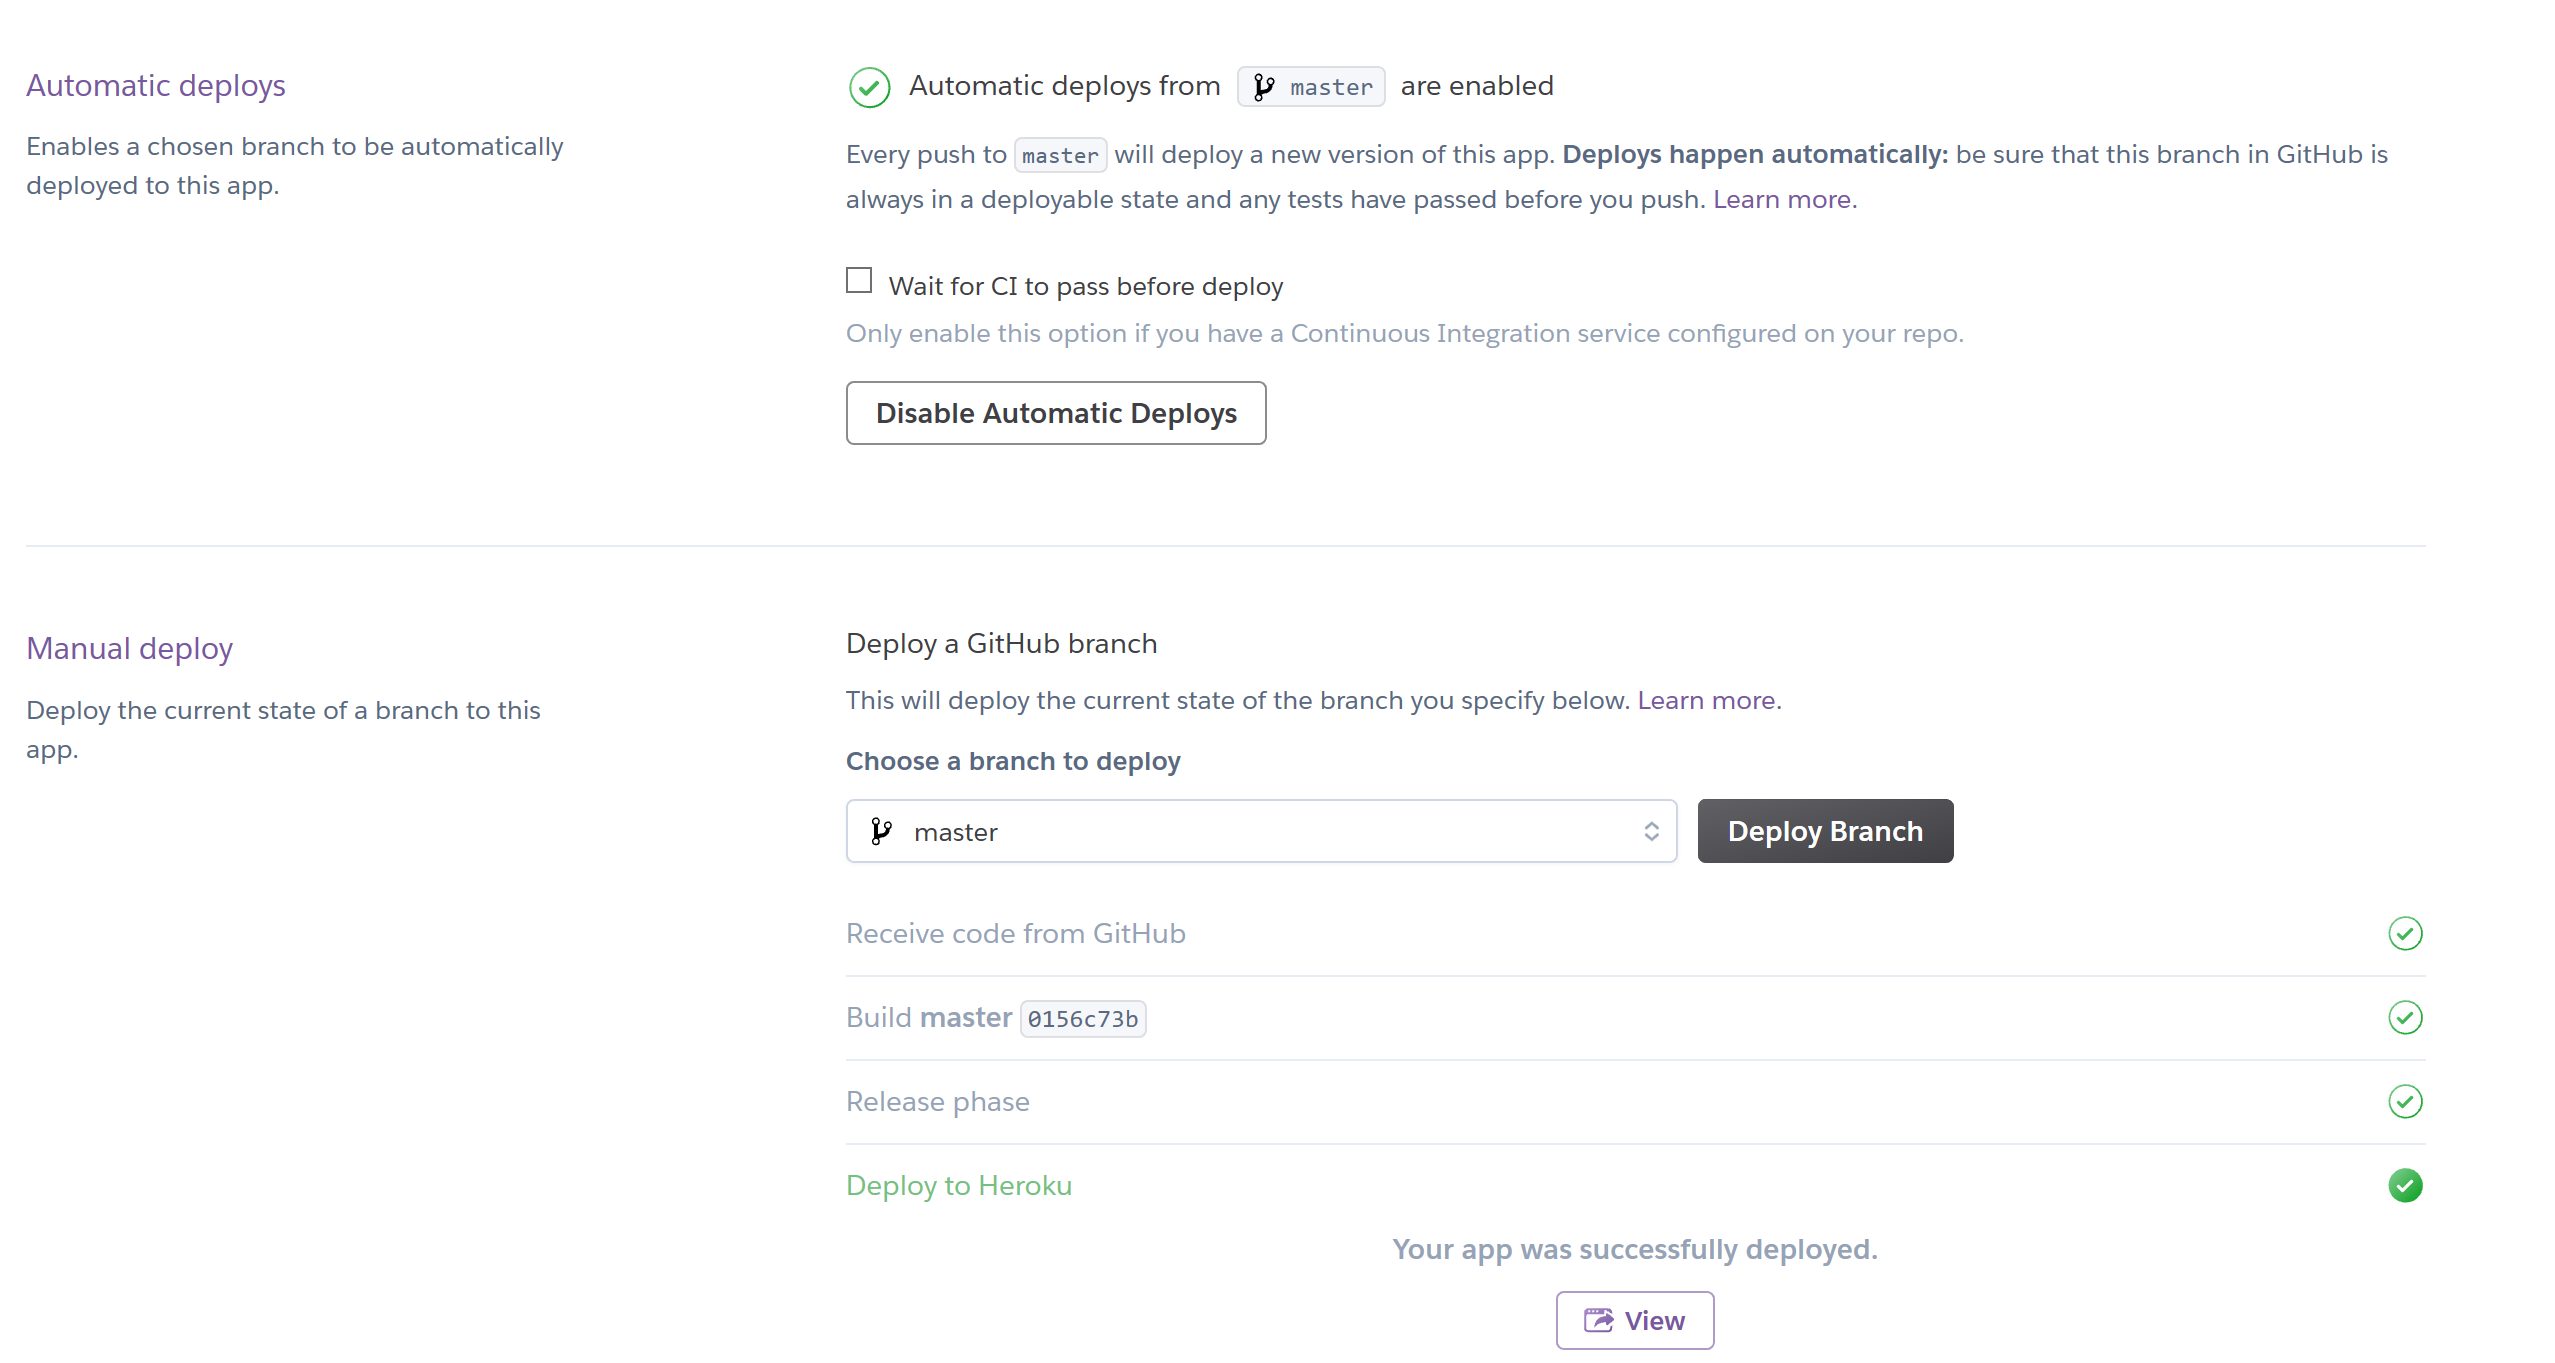 Automatic deploys
Enables a chosen branch to be automatically
deployed to this app.
Automatic deploys from master are enabled
Every push to master will deploy a new version of this app. Deploys happen automatically: be sure that this branch in GitHub is
always in a deployable state and any tests have passed before you push. Learn more.
Wait for CI to pass before deploy
Only enable this option if you have a Continuous Integration service configured on your repo.
Disable Automatic Deploys
Manual deploy
Deploy the current state of a branch to this
app.
Deploy a GitHub branch
This will deploy the current state of the branch you specify below. Learn more.
Choose a branch to deploy
master
Deploy Branch
Receive code from GitHub
Build master 0156c73b
Release phase
Deploy to Heroku
Your app was successfully deployed.
View